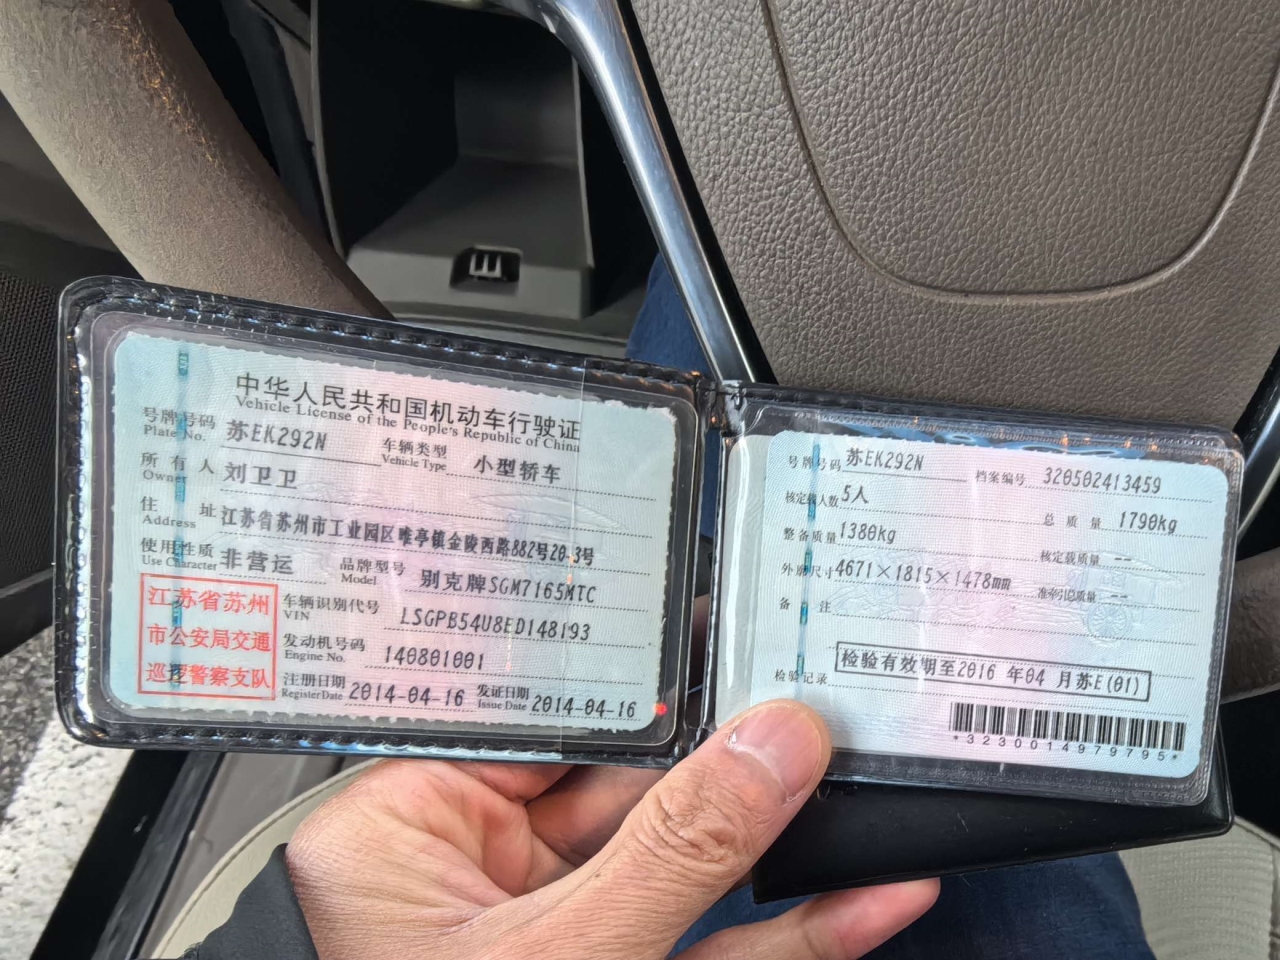 中华人民共和国机动车行驶证
Vehicle License of the People's Republic of China
号牌号码 苏EK292N 车辆类型 小型轿车
Plate No. Vehicle Type
所有人 刘卫卫
Owner
住址 江苏省苏州市工业园区唯亭镇金陵西路882号20-3号
Address
使用性质 非营运 品牌型号 别克牌SGM7165MTC
Use Character Model
江苏省苏州
市公安局交通
巡逻警察支队
车辆识别代号 LSGPB54U8ED148193
VIN
发动机号码 140801001
Engine No.
注册日期 2014-04-16 发证日期 2014-04-16
Register Date Issue Date
号牌号码 苏EK292N 档案编号 320502413459
核定载人数 5人 总质量 1790kg
整备质量 1380kg 核定载质量 --
外廓尺寸 4671×1815×1478mm 准牵引总质量 --
备注
检验记录 检验有效期至2016 年04 月苏E(01)
*3230014979795*